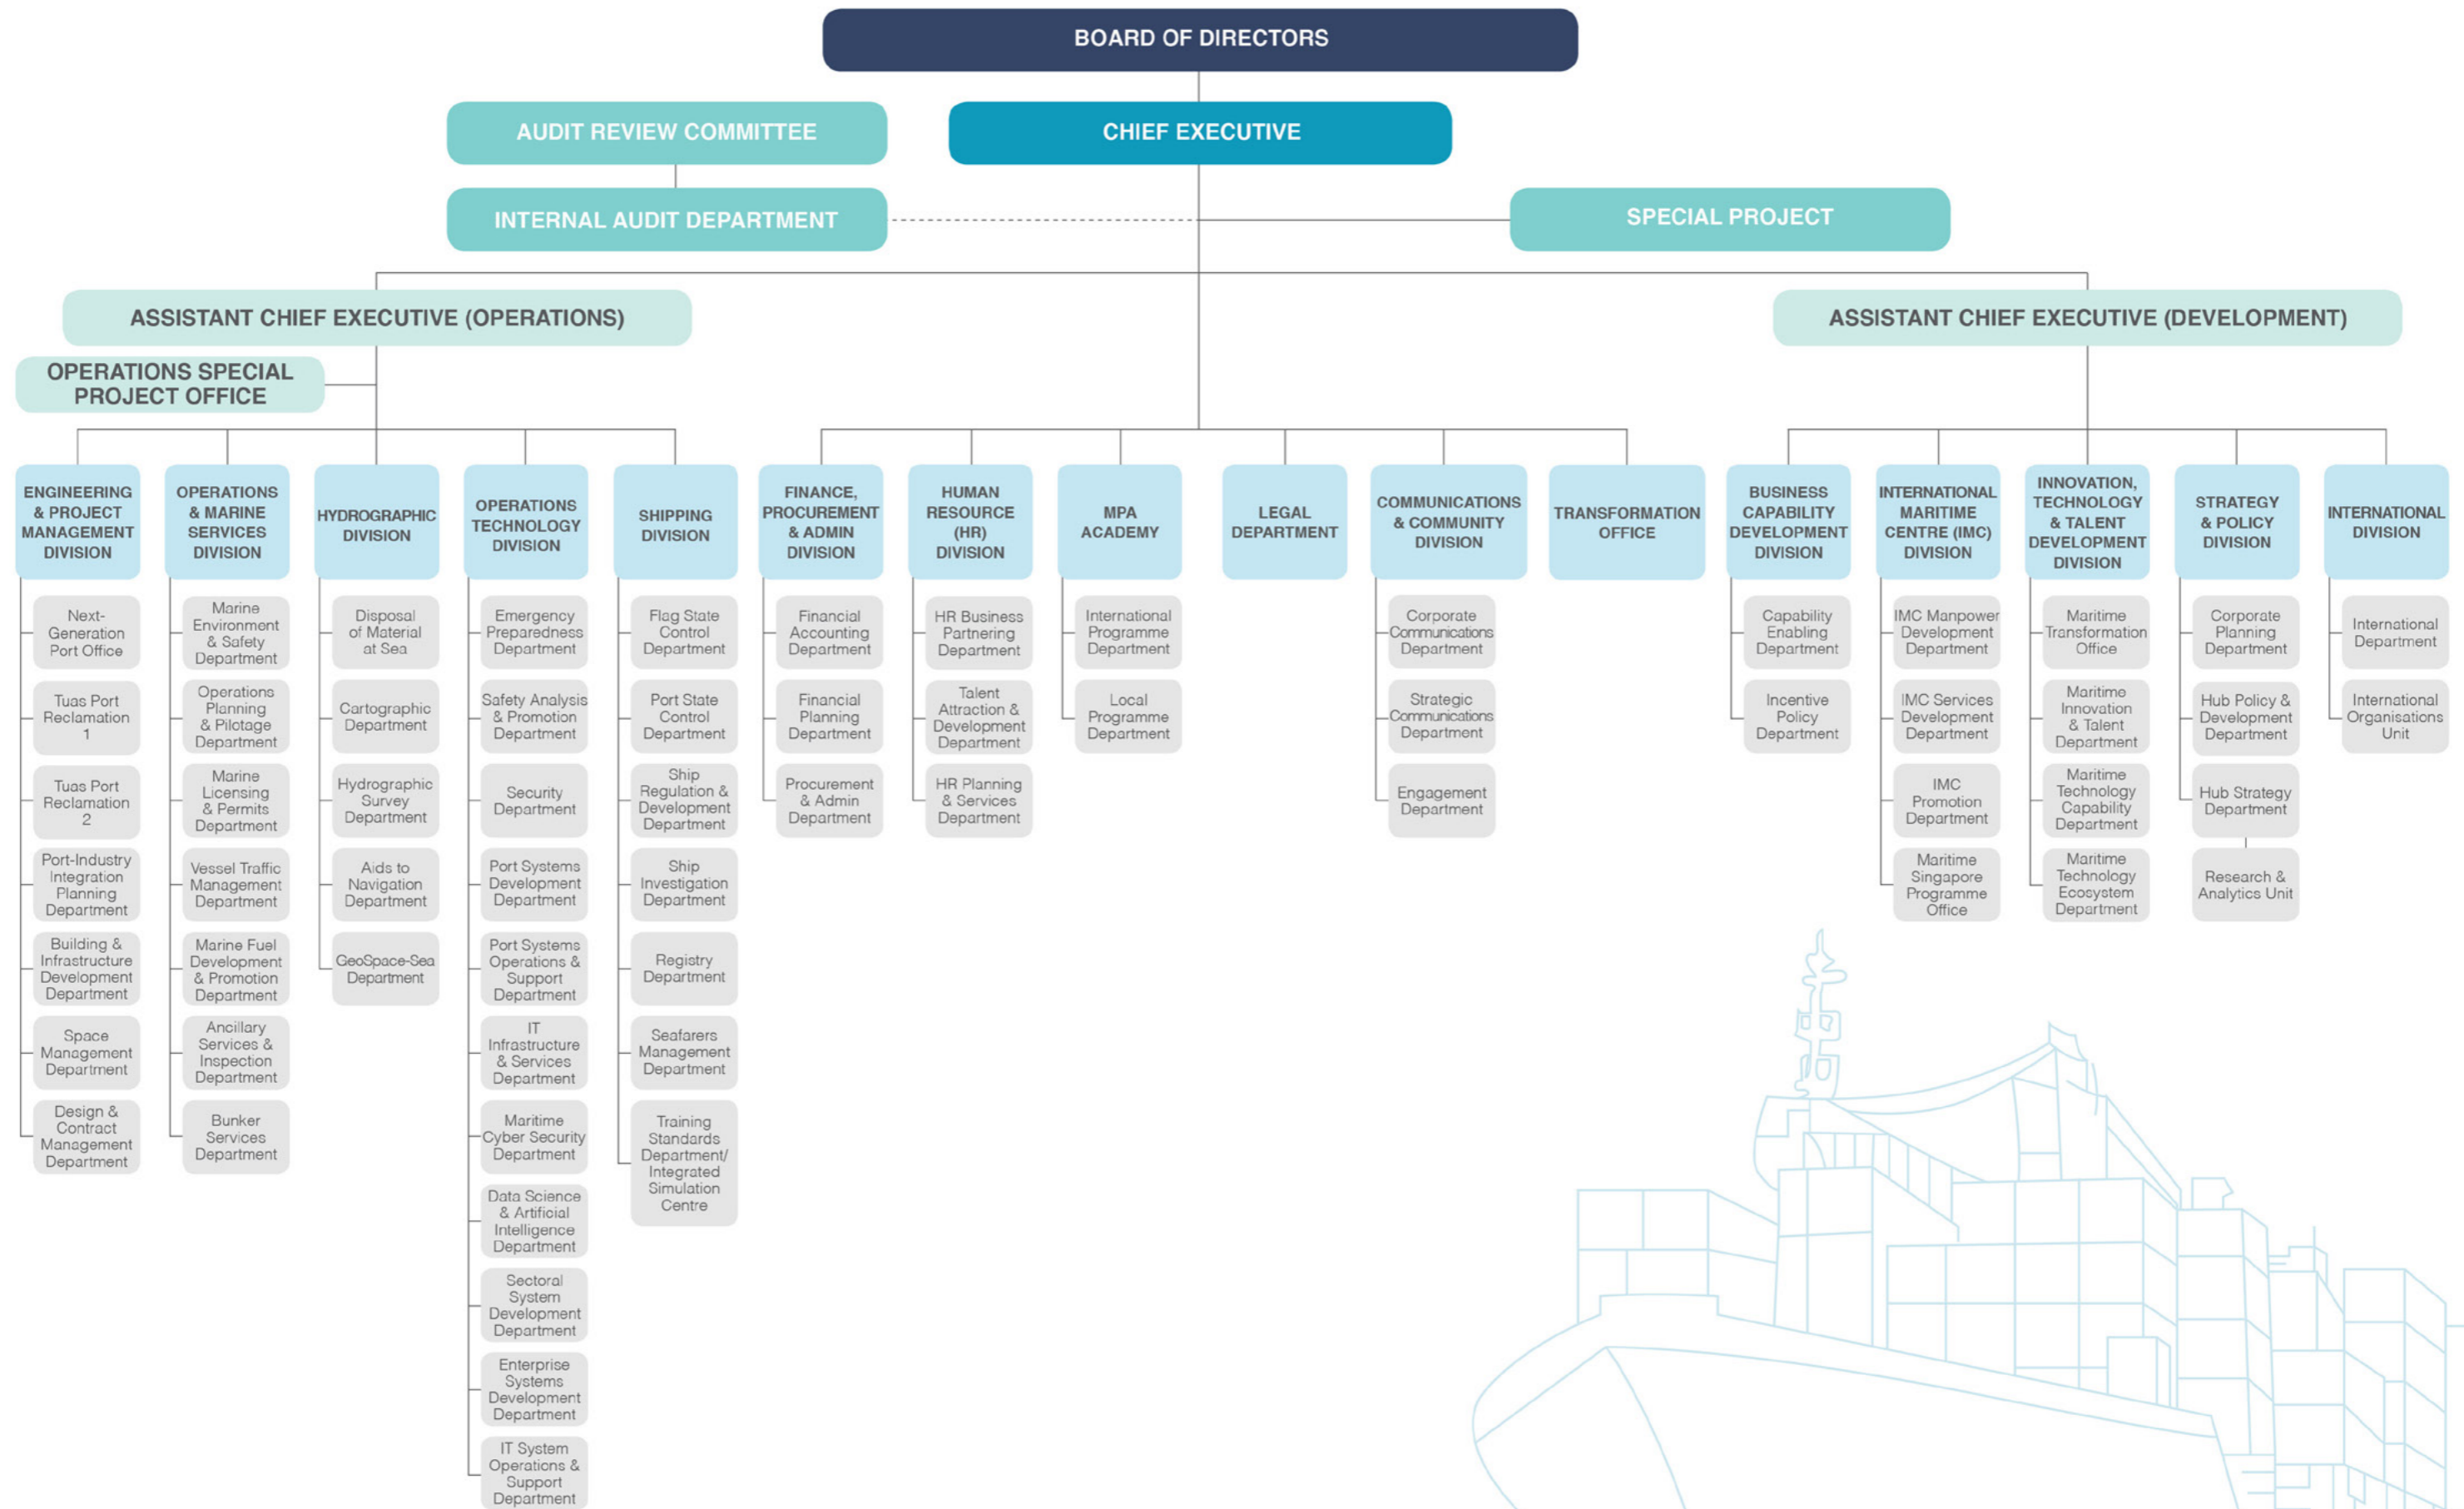 BOARD OF DIRECTORS
AUDIT REVIEW COMMITTEE
CHIEF EXECUTIVE
INTERNAL AUDIT DEPARTMENT
SPECIAL PROJECT
ASSISTANT CHIEF EXECUTIVE (OPERATIONS)
ASSISTANT CHIEF EXECUTIVE (DEVELOPMENT)
OPERATIONS SPECIAL
PROJECT OFFICE
ENGINEERING
& PROJECT
MANAGEMENT
DIVISION
Next-
Generation
Port Office
Tuas Port
Reclamation
1
Tuas Port
Reclamation
2
Port-Industry
Integration
Planning
Department
Building &
Infrastructure
Development
Department
Space
Management
Department
Design &
Contract
Management
Department
OPERATIONS
& MARINE
SERVICES
DIVISION
Marine
Environment
& Safety
Department
Operations
Planning
& Pilotage
Department
Marine
Licensing
& Permits
Department
Vessel Traffic
Management
Department
Marine Fuel
Development
& Promotion
Department
Ancillary
Services &
Inspection
Department
Bunker
Services
Department
HYDROGRAPHIC
DIVISION
Disposal
of Material
at Sea
Cartographic
Department
Hydrographic
Survey
Department
Aids to
Navigation
Department
GeoSpace-Sea
Department
OPERATIONS
TECHNOLOGY
DIVISION
Emergency
Preparedness
Department
Safety Analysis
& Promotion
Department
Security
Department
Port Systems
Development
Department
Port Systems
Operations &
Support
Department
IT
Infrastructure
& Services
Department
Maritime
Cyber Security
Department
Data Science
& Artificial
Intelligence
Department
Sectoral
System
Development
Department
Enterprise
Systems
Development
Department
IT System
Operations &
Support
Department
SHIPPING
DIVISION
Flag State
Control
Department
Port State
Control
Department
Ship
Regulation &
Development
Department
Ship
Investigation
Department
Registry
Department
Seafarers
Management
Department
Training
Standards
Department/
Integrated
Simulation
Centre
FINANCE,
PROCUREMENT
& ADMIN
DIVISION
Financial
Accounting
Department
Financial
Planning
Department
Procurement
& Admin
Department
HUMAN
RESOURCE
(HR)
DIVISION
HR Business
Partnering
Department
Talent
Attraction &
Development
Department
HR Planning
& Services
Department
MPA
ACADEMY
International
Programme
Department
Local
Programme
Department
LEGAL
DEPARTMENT
COMMUNICATIONS
& COMMUNITY
DIVISION
Corporate
Communications
Department
Strategic
Communications
Department
Engagement
Department
TRANSFORMATION
OFFICE
BUSINESS
CAPABILITY
DEVELOPMENT
DIVISION
Capability
Enabling
Department
Incentive
Policy
Department
INTERNATIONAL
MARITIME
CENTRE (IMC)
DIVISION
IMC Manpower
Development
Department
IMC Services
Development
Department
IMC
Promotion
Department
Maritime
Singapore
Programme
Office
INNOVATION,
TECHNOLOGY
& TALENT
DEVELOPMENT
DIVISION
Maritime
Transformation
Office
Maritime
Innovation
& Talent
Department
Maritime
Technology
Capability
Department
Maritime
Technology
Ecosystem
Department
STRATEGY
& POLICY
DIVISION
Corporate
Planning
Department
Hub Policy &
Development
Department
Hub Strategy
Department
Research &
Analytics Unit
INTERNATIONAL
DIVISION
International
Department
International
Organisations
Unit